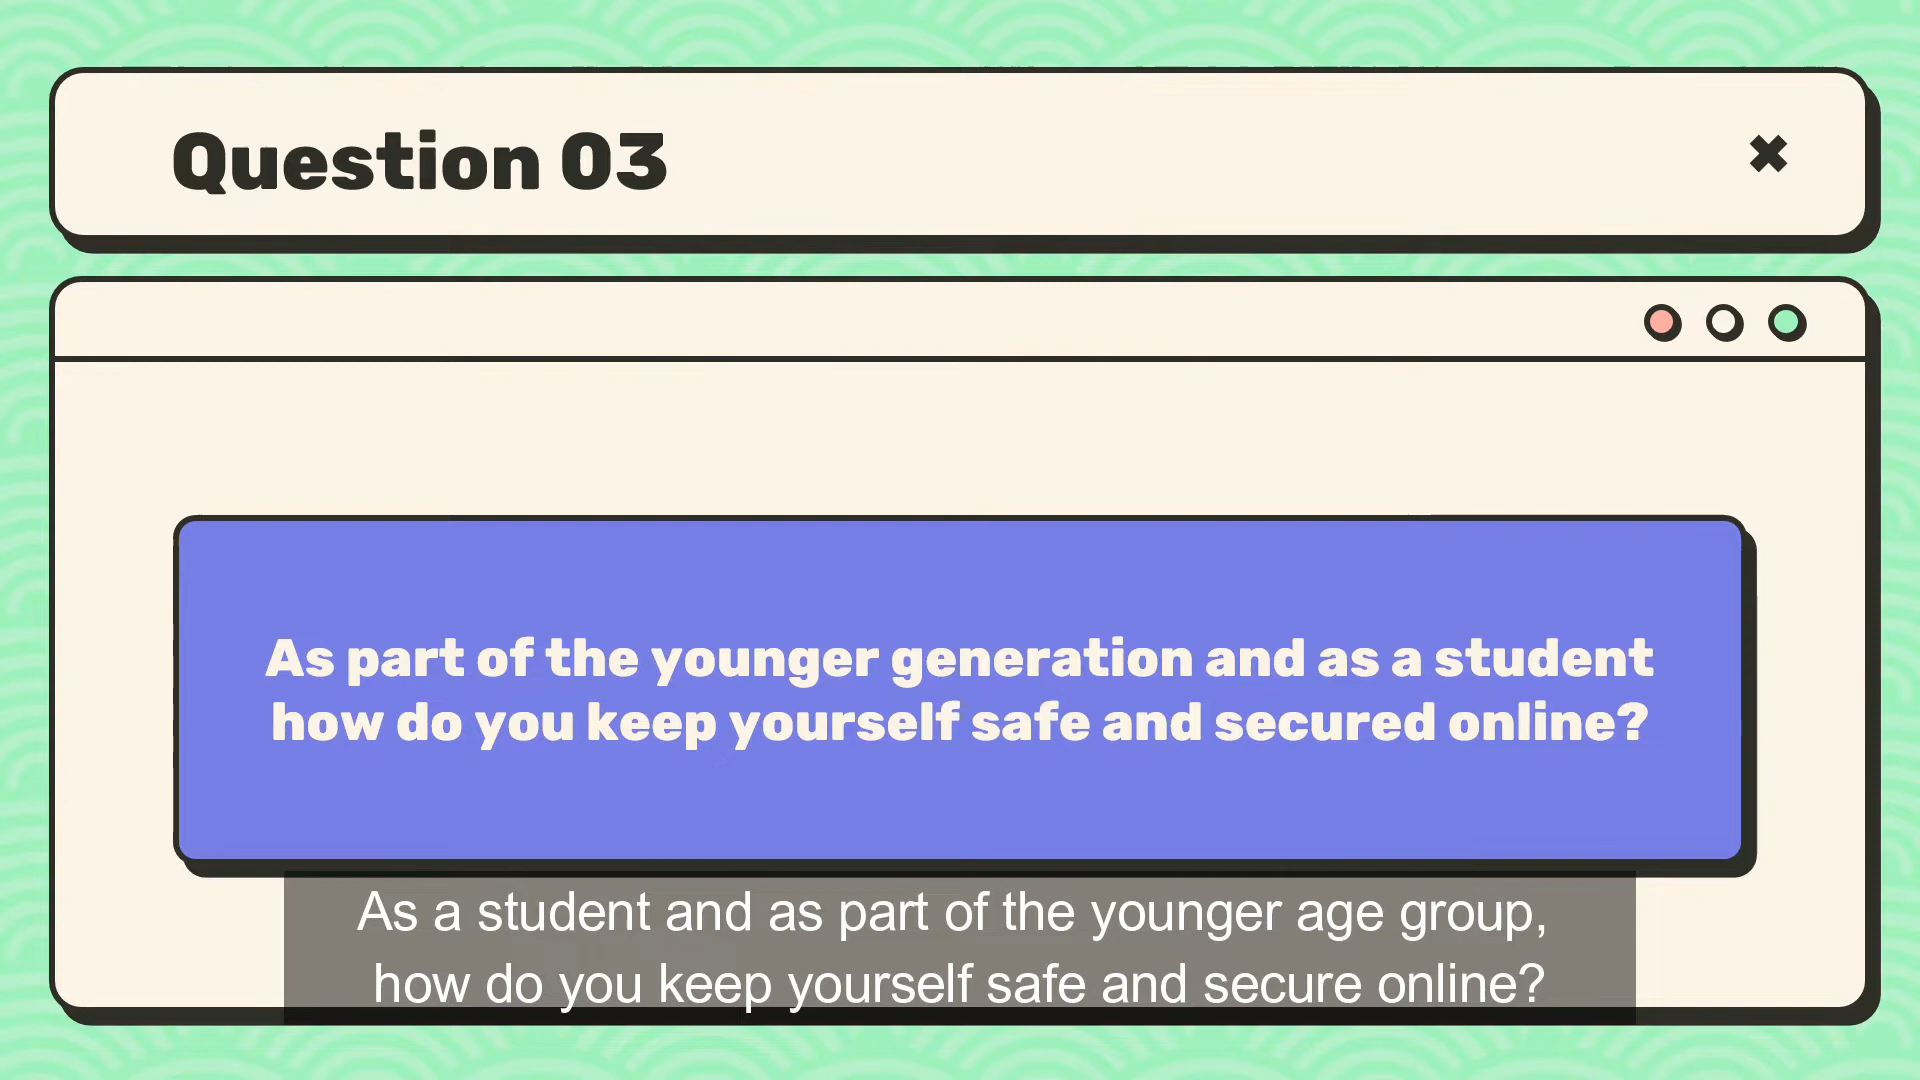 Question 03
As part of the younger generation and as a student
how do you keep yourself safe and secured online?
As a student and as part of the younger age group,
how do you keep yourself safe and secure online?